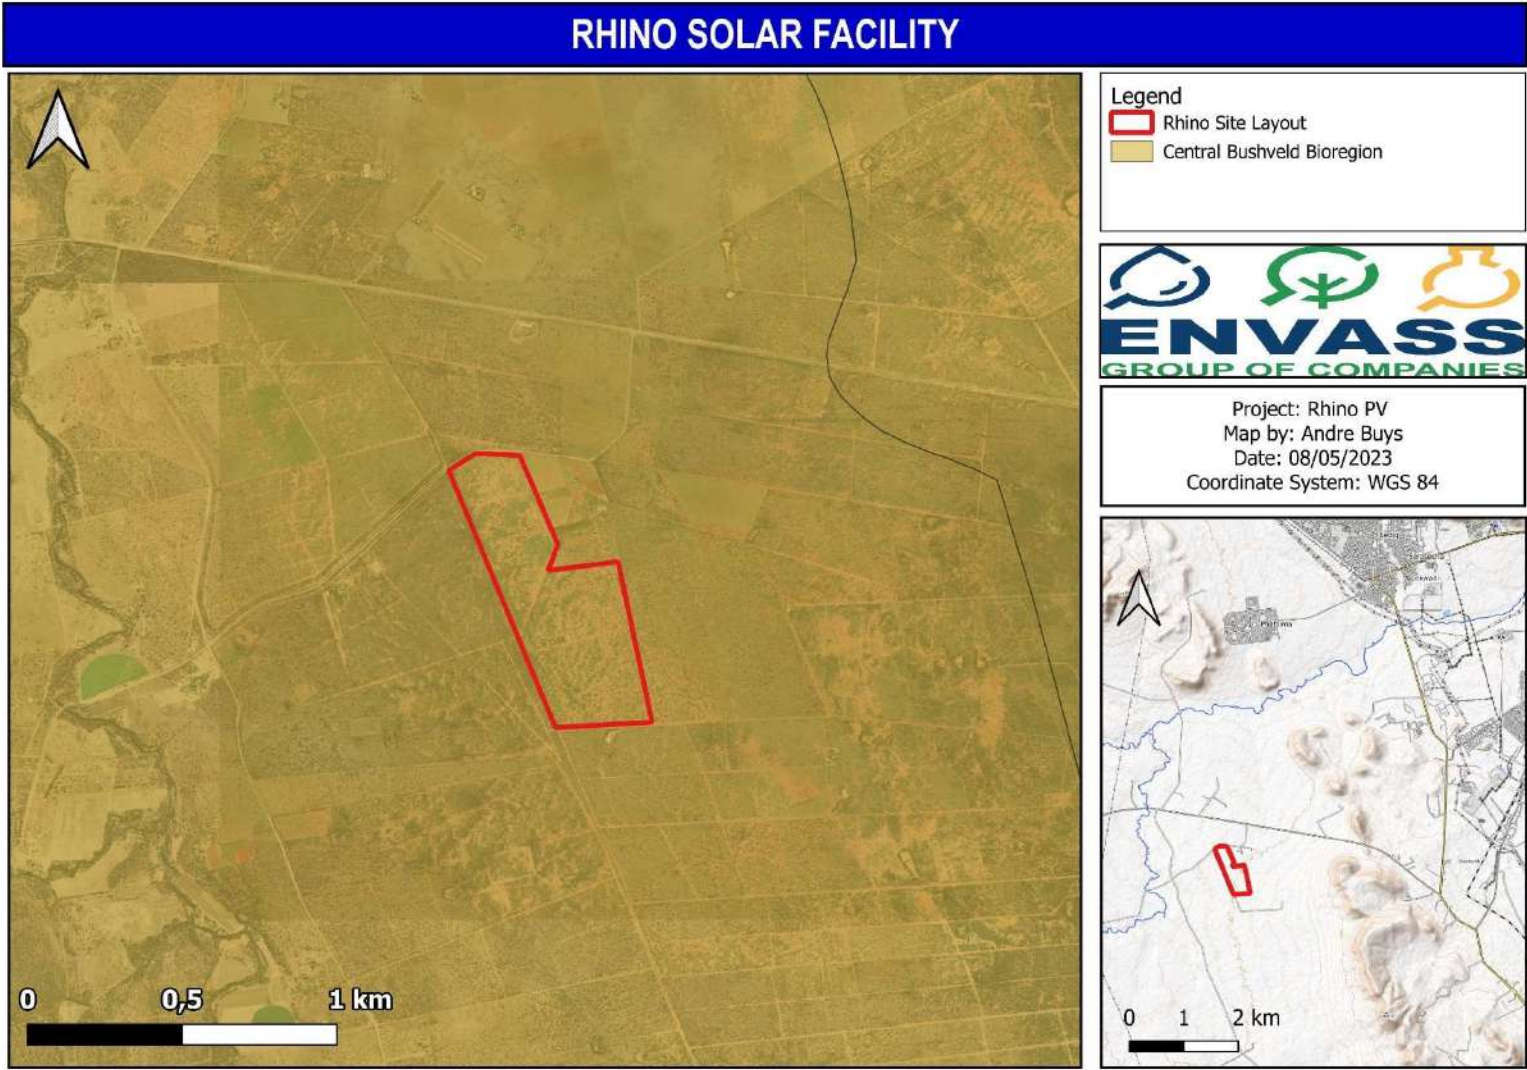 RHINO SOLAR FACILITY
Legend
Rhino Site Layout
Central Bushveld Bioregion
ENVASS
GROUP OF COMPANIES
Project: Rhino PV
Map by: Andre Buys
Date: 08/05/2023
Coordinate System: WGS 84
0 0,5 1 km
0 1 2 km